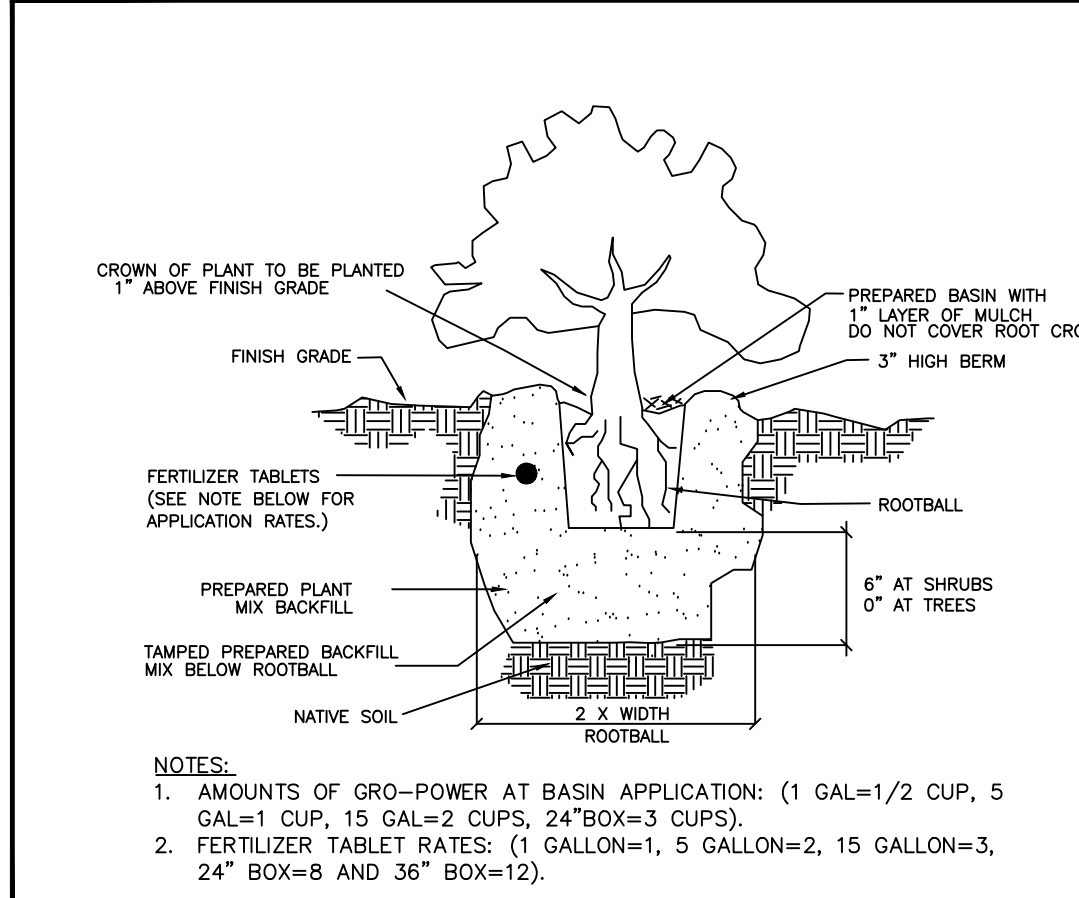 CROWN OF PLANT TO BE PLANTED
1" ABOVE FINISH GRADE
PREPARED BASIN WITH
1" LAYER OF MULCH
DO NOT COVER ROOT CRO
FINISH GRADE
3" HIGH BERM
FERTILIZER TABLETS
(SEE NOTE BELOW FOR
APPLICATION RATES.)
ROOTBALL
PREPARED PLANT
MIX BACKFILL
6" AT SHRUBS
0" AT TREES
TAMPED PREPARED BACKFILL
MIX BELOW ROOTBALL
NATIVE SOIL
2 X WIDTH
ROOTBALL
NOTES:
1. AMOUNTS OF GRO-POWER AT BASIN APPLICATION: (1 GAL=1/2 CUP, 5
GAL=1 CUP, 15 GAL=2 CUPS, 24"BOX=3 CUPS).
2. FERTILIZER TABLET RATES: (1 GALLON=1, 5 GALLON=2, 15 GALLON=3,
24" BOX=8 AND 36" BOX=12).